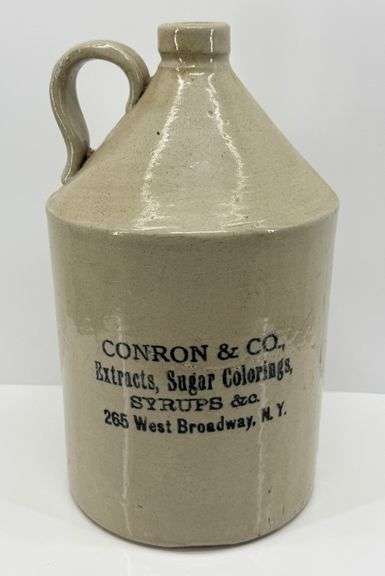 CONRON & CO.,
Extracts, Sugar Colorings,
SYRUPS &c.
265 West Broadway, N.Y.